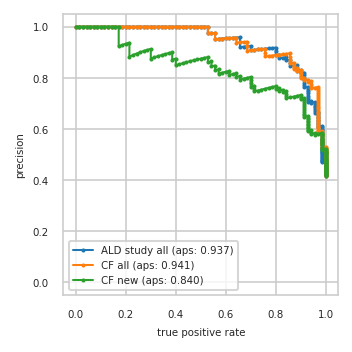 1.0
0.8
0.6
0.4
0.2
0.0
precision
ALD study all (aps: 0.937)
CF all (aps: 0.941)
CF new (aps: 0.840)
0.0 0.2 0.4 0.6 0.8 1.0
true positive rate